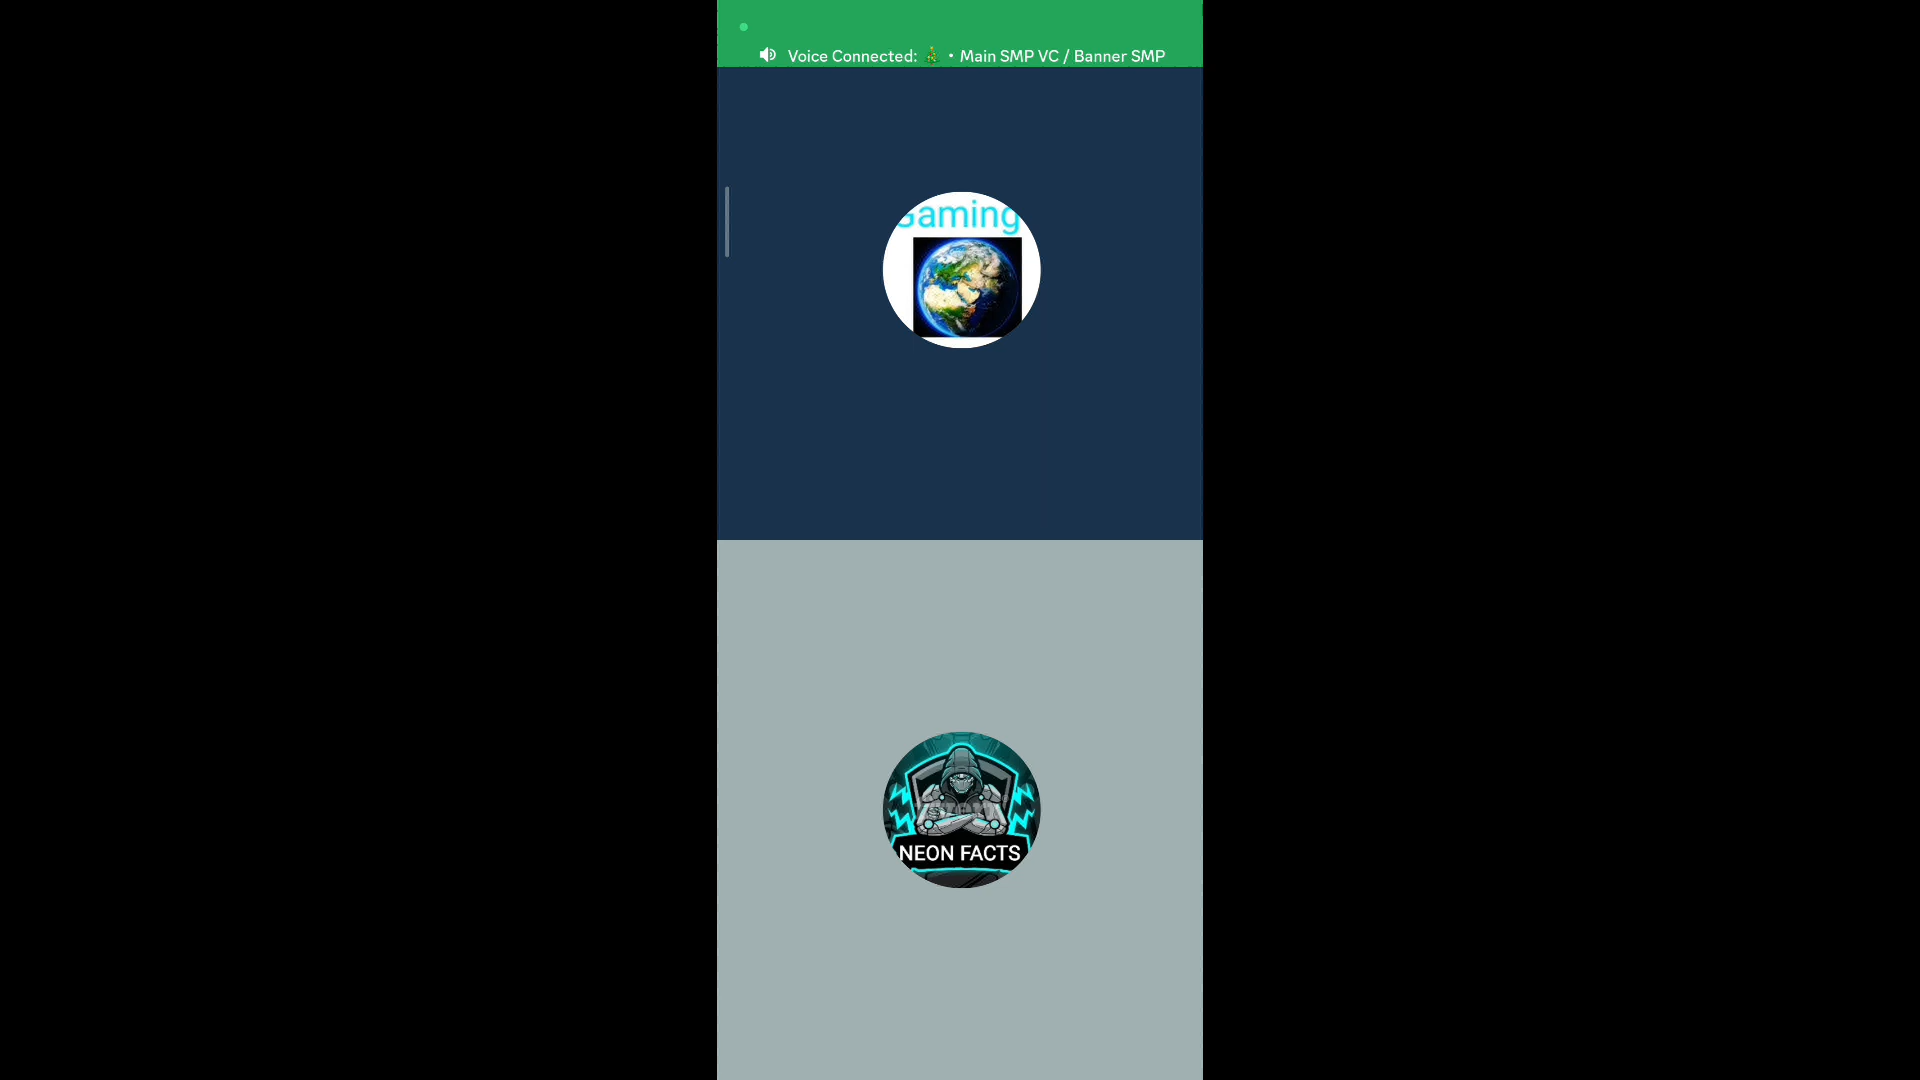 Voice Connected: 🎄 • Main SMP VC / Banner SMP
Gaming
NEON FACTS